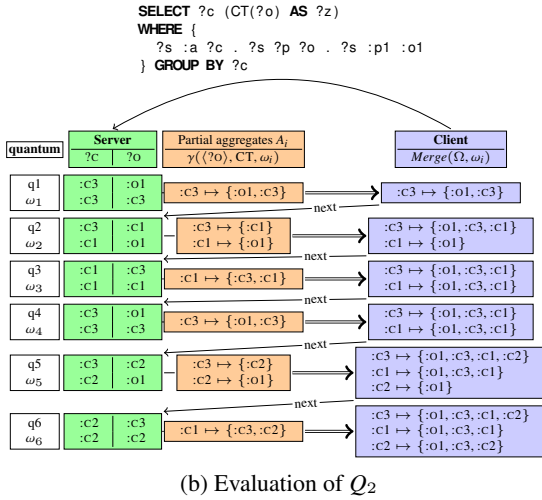 SELECT ?c (CT(?o) AS ?z)
WHERE {
?s :a ?c . ?s ?p ?o . ?s :p1 :o1
} GROUP BY ?c
quantum
Server
?c ?o
Partial aggregates Ai
γ(⟨?o⟩, CT, ωi)
Client
Merge(Ω, ωi)
q1
ω1
:c3 :o1
:c3 :c3
:c3 ↦ {:o1, :c3}
:c3 ↦ {:o1, :c3}
next
q2
ω2
:c3 :c1
:c1 :o1
:c3 ↦ {:c1}
:c1 ↦ {:o1}
:c3 ↦ {:o1, :c3, :c1}
:c1 ↦ {:o1}
next
q3
ω3
:c1 :c3
:c1 :c1
:c1 ↦ {:c3, :c1}
:c3 ↦ {:o1, :c3, :c1}
:c1 ↦ {:o1, :c3, :c1}
next
q4
ω4
:c3 :o1
:c3 :c3
:c3 ↦ {:o1, :c3}
:c3 ↦ {:o1, :c3, :c1}
:c1 ↦ {:o1, :c3, :c1}
next
q5
ω5
:c3 :c2
:c2 :o1
:c3 ↦ {:c2}
:c2 ↦ {:o1}
:c3 ↦ {:o1, :c3, :c1, :c2}
:c1 ↦ {:o1, :c3, :c1}
:c2 ↦ {:o1}
next
q6
ω6
:c2 :c3
:c2 :c2
:c1 ↦ {:c3, :c2}
:c3 ↦ {:o1, :c3, :c1, :c2}
:c1 ↦ {:o1, :c3, :c1}
:c2 ↦ {:o1, :c3, :c2}
(b) Evaluation of Q2